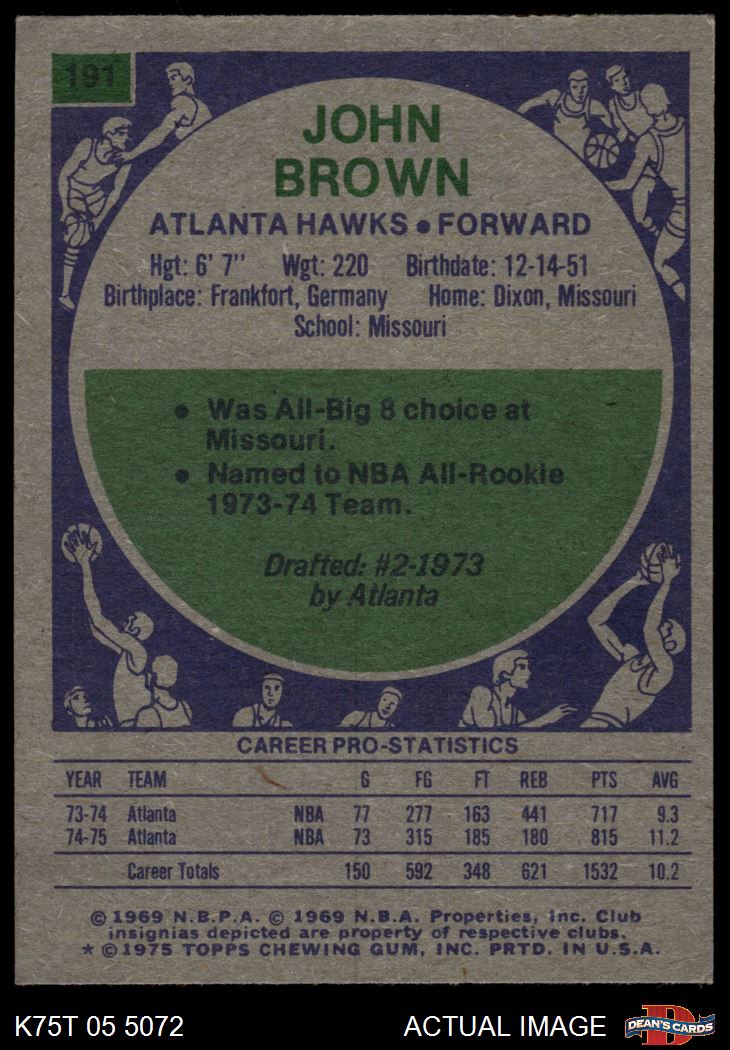 191
JOHN
BROWN
ATLANTA HAWKS • FORWARD
Hgt: 6' 7" Wgt: 220 Birthdate: 12-14-51
Birthplace: Frankfort, Germany Home: Dixon, Missouri
School: Missouri
• Was All-Big 8 choice at
Missouri.
• Named to NBA All-Rookie
1973-74 Team.
Drafted: #2-1973
by Atlanta
CAREER PRO-STATISTICS
YEAR TEAM G FG FT REB PTS AVG
73-74 Atlanta NBA 77 277 163 441 717 9.3
74-75 Atlanta NBA 73 315 185 180 815 11.2
Career Totals 150 592 348 621 1532 10.2
© 1969 N.B.P.A. © 1969 N.B.A. Properties, Inc. Club
insignias depicted are property of respective clubs.
* © 1975 TOPPS CHEWING GUM, INC. PRTD. IN U.S.A.
K75T 05 5072 ACTUAL IMAGE D DEAN'S CARDS